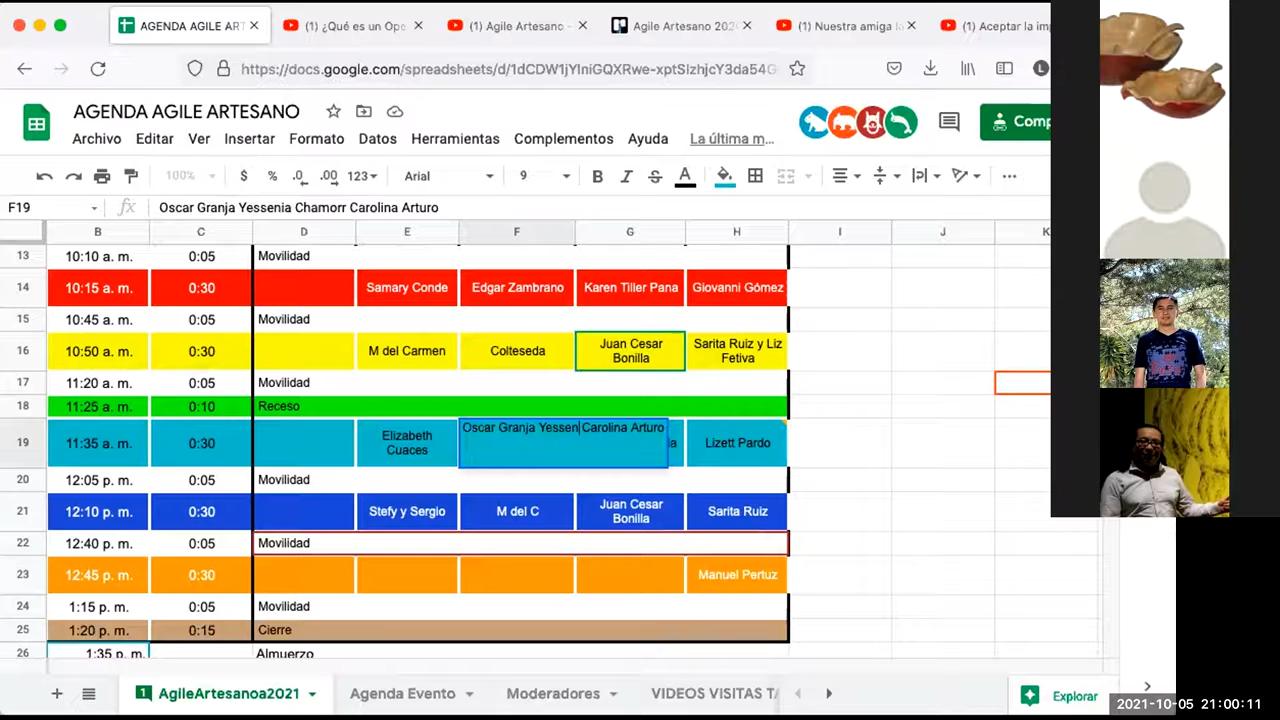 AGENDA AGILE ART
(1) ¿Qué es un Ope
(1) Agile Artesano -
Agile Artesano 202
(1) Nuestra amiga l
(1) Aceptar la im
AGENDA AGILE ARTESANO
Archivo Editar Ver Insertar Formato Datos Herramientas Complementos Ayuda La última m...
Comp
100% $ % .0 .00 123 Arial 9 B I S A
F19 fx Oscar Granja Yessenia Chamorr Carolina Arturo
B C D E F G H I J K
13 10:10 a. m. 0:05 Movilidad
14 10:15 a. m. 0:30 Samary Conde Edgar Zambrano Karen Tiller Pana Giovanni Gómez
15 10:45 a. m. 0:05 Movilidad
16 10:50 a. m. 0:30 M del Carmen Colteseda Juan Cesar Bonilla Sarita Ruiz y Liz Fetiva
17 11:20 a. m. 0:05 Movilidad
18 11:25 a. m. 0:10 Receso
19 11:35 a. m. 0:30 Elizabeth Cuaces Oscar Granja Yessen Carolina Arturo Lizett Pardo
20 12:05 p. m. 0:05 Movilidad
21 12:10 p. m. 0:30 Stefy y Sergio M del C Juan Cesar Bonilla Sarita Ruiz
22 12:40 p. m. 0:05 Movilidad
23 12:45 p. m. 0:30 Manuel Pertuz
24 1:15 p. m. 0:05 Movilidad
25 1:20 p. m. 0:15 Cierre
26 1:35 p. m. Almuerzo
1 AgileArtesanoa2021 Agenda Evento Moderadores VIDEOS VISITAS TA Explorar
2021-10-05 21:00:11